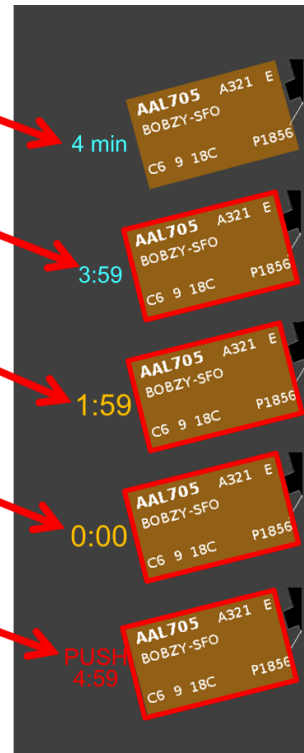 AAL705 A321 E
BOBZY-SFO
4 min
C6 9 18C P1856
AAL705 A321 E
BOBZY-SFO
3:59
C6 9 18C P1856
AAL705 A321 E
BOBZY-SFO
1:59
C6 9 18C P1856
AAL705 A321 E
BOBZY-SFO
0:00
C6 9 18C P1856
AAL705 A321 E
BOBZY-SFO
PUSH
4:59
C6 9 18C P1856